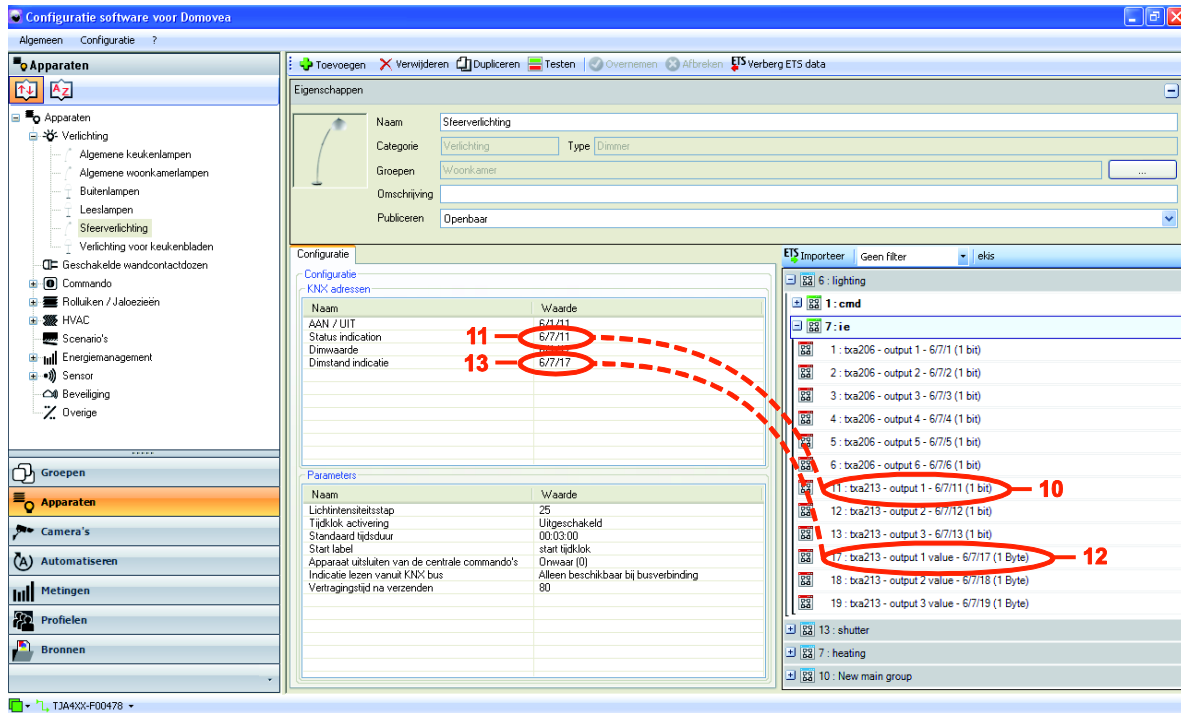 Configuratie software voor Domovea
Algemeen Configuratie ?
Apparaten
Apparaten
Verlichting
Algemene keukenlampen
Algemene woonkamerlampen
Buitenlampen
Leeslampen
Sfeerverlichting
Verlichting voor keukenbladen
Geschakelde wandcontactdozen
Commando
Rolluiken / Jaloezieën
HVAC
Scenario's
Energiemanagement
Sensor
Beveiliging
Overige
Groepen
Apparaten
Camera's
Automatiseren
Metingen
Profielen
Bronnen
Toevoegen Verwijderen Dupliceren Testen Overnemen Afbreken ETS Verberg ETS data
Eigenschappen
Naam Sfeerverlichting
Categorie Verlichting Type Dimmer
Groepen Woonkamer ...
Omschrijving
Publiceren Openbaar
Configuratie
Configuratie
KNX adressen
Naam Waarde
AAN / UIT 6/1/11
Status indication 6/7/11
Dimwaarde
Dimstand indicatie 6/7/17
11
13
Parameters
Naam Waarde
Lichtintensiteitsstap 25
Tijdklok activering Uitgeschakeld
Standaard tijdsduur 00:03:00
Start label start tijdklok
Apparaat uitsluiten van de centrale commando's Onwaar (0)
Indicatie lezen vanuit KNX bus Alleen beschikbaar bij busverbinding
Vertragingstijd na verzenden 80
ETS Importeer Geen filter ekis
6 : lighting
1 : cmd
7 : ie
1 : txa206 - output 1 - 6/7/1 (1 bit)
2 : txa206 - output 2 - 6/7/2 (1 bit)
3 : txa206 - output 3 - 6/7/3 (1 bit)
4 : txa206 - output 4 - 6/7/4 (1 bit)
5 : txa206 - output 5 - 6/7/5 (1 bit)
6 : txa206 - output 6 - 6/7/6 (1 bit)
11 : txa213 - output 1 - 6/7/11 (1 bit) 10
12 : txa213 - output 2 - 6/7/12 (1 bit)
13 : txa213 - output 3 - 6/7/13 (1 bit)
17 : txa213 - output 1 value - 6/7/17 (1 Byte) 12
18 : txa213 - output 2 value - 6/7/18 (1 Byte)
19 : txa213 - output 3 value - 6/7/19 (1 Byte)
13 : shutter
7 : heating
10 : New main group
TJA4XX-F00478